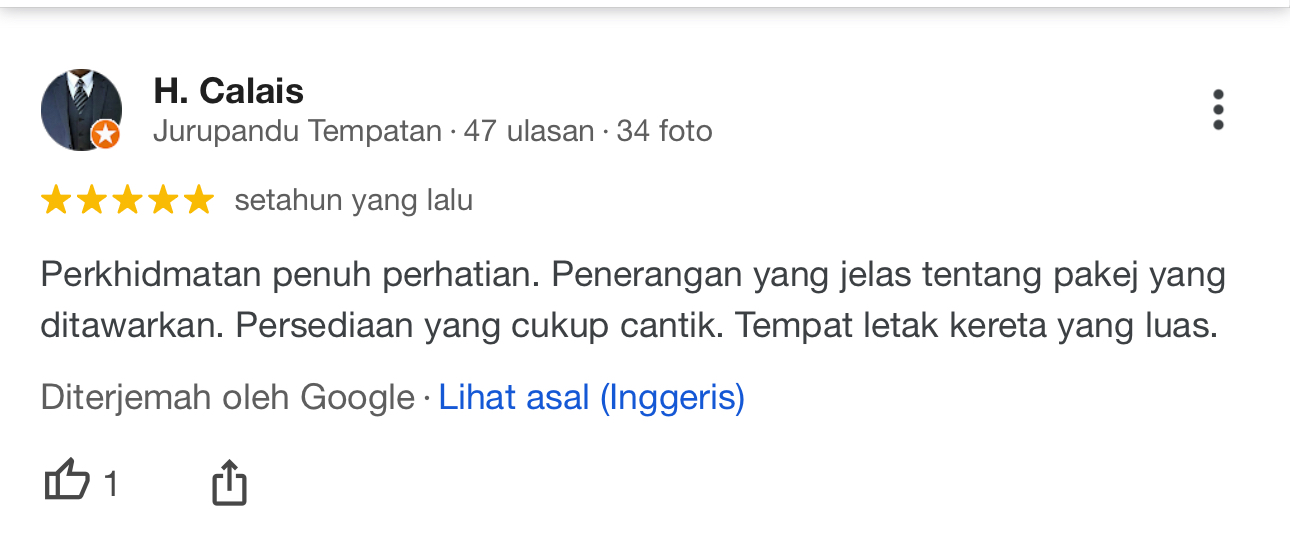 H. Calais
Jurupandu Tempatan · 47 ulasan · 34 foto
setahun yang lalu
Perkhidmatan penuh perhatian. Penerangan yang jelas tentang pakej yang
ditawarkan. Persediaan yang cukup cantik. Tempat letak kereta yang luas.
Diterjemah oleh Google · Lihat asal (Inggeris)
1